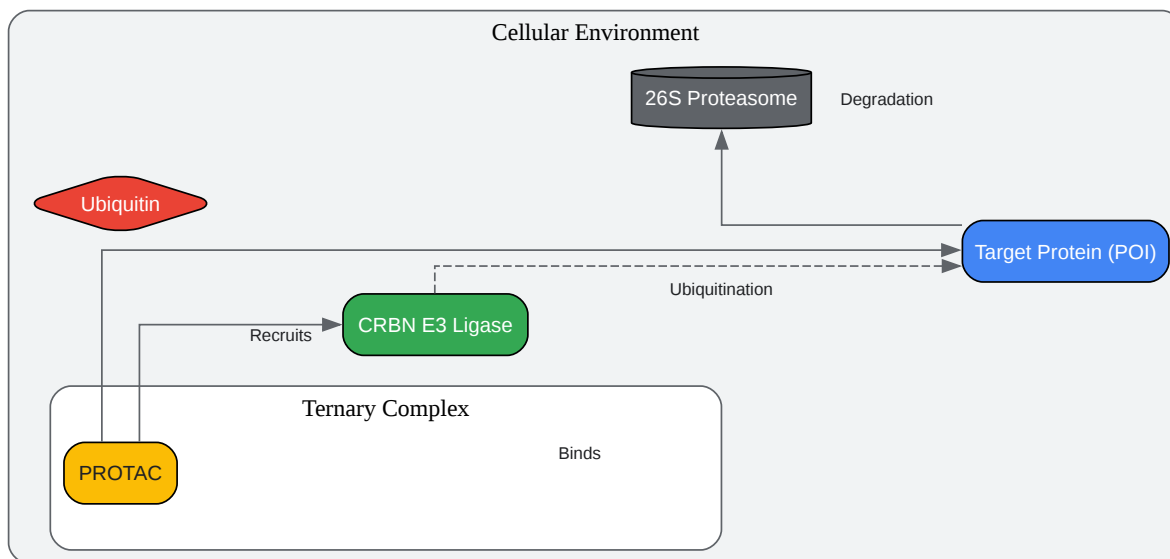 Cellular Environment
26S Proteasome
Degradation
Ubiquitin
Target Protein (POI)
Ubiquitination
CRBN E3 Ligase
Recruits
Ternary Complex
Binds
PROTAC